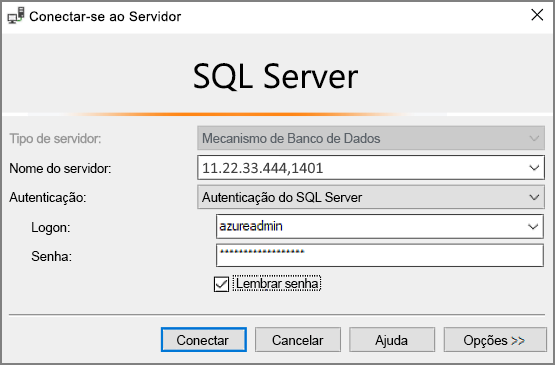 Conectar-se ao Servidor
SQL Server
Tipo de servidor: Mecanismo de Banco de Dados
Nome do servidor: 11.22.33.444,1401
Autenticação: Autenticação do SQL Server
Logon: azureadmin
Senha: ******************
Lembrar senha
Conectar Cancelar Ajuda Opções >>